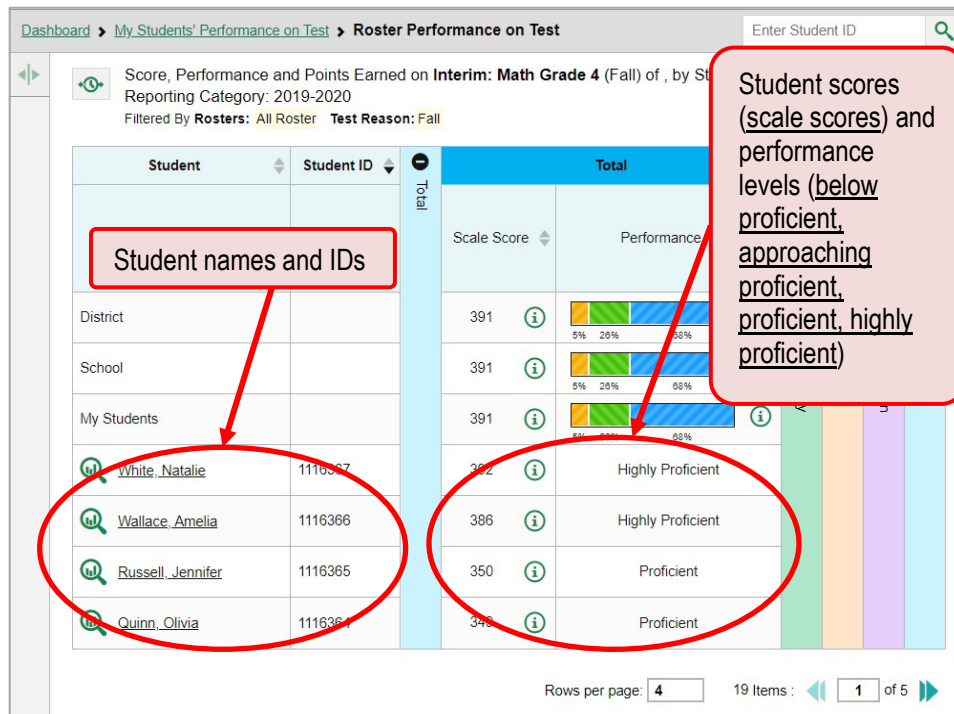 Dashboard > My Students' Performance on Test > Roster Performance on Test
Enter Student ID
Score, Performance and Points Earned on Interim: Math Grade 4 (Fall) of , by St
Reporting Category: 2019-2020
Filtered By Rosters: All Roster Test Reason: Fall
Student scores
(scale scores) and
performance
levels (below
proficient,
approaching
proficient,
proficient, highly
proficient)
Student
Student ID
Total
Total
Scale Score
Performance
Student names and IDs
District
391
5% 26% 68%
School
391
5% 26% 68%
My Students
391
5% 26% 68%
White, Natalie 1116367 392 Highly Proficient
Wallace, Amelia 1116366 386 Highly Proficient
Russell, Jennifer 1116365 350 Proficient
Quinn, Olivia 1116364 Proficient
Rows per page: 4
19 Items : 1 of 5